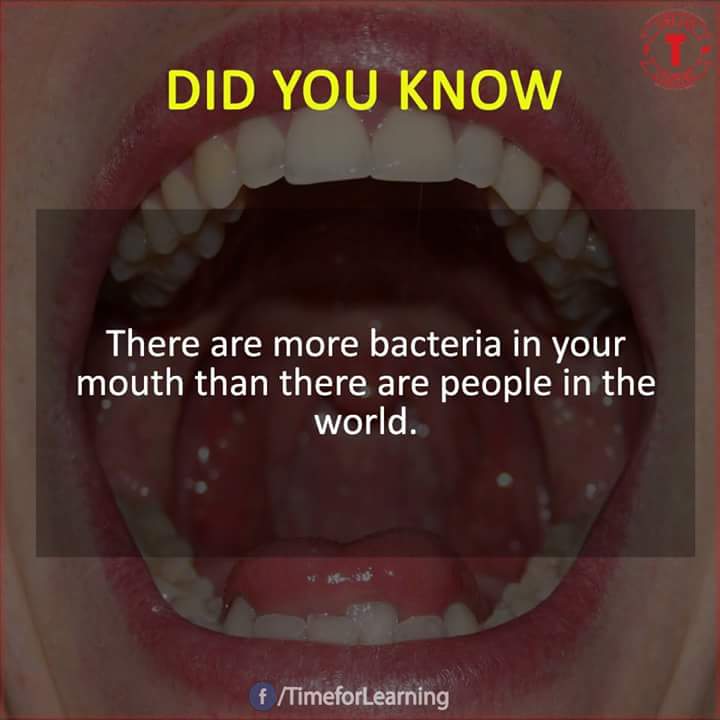 DID YOU KNOW
There are more bacteria in your
mouth than there are people in the
world.
f /TimeforLearning